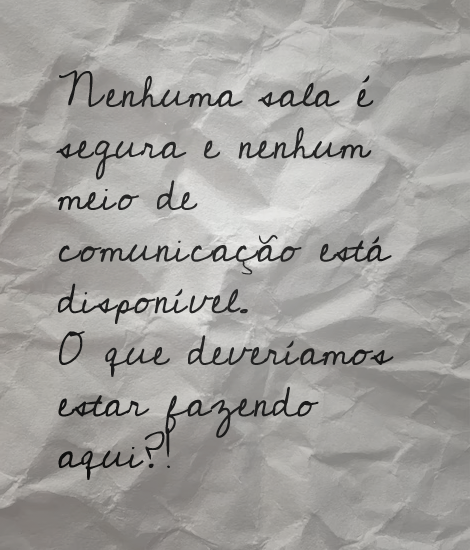 Nenhuma sala é
segura e nenhum
meio de
comunicação está
disponível.
O que deveríamos
estar fazendo
aqui?!